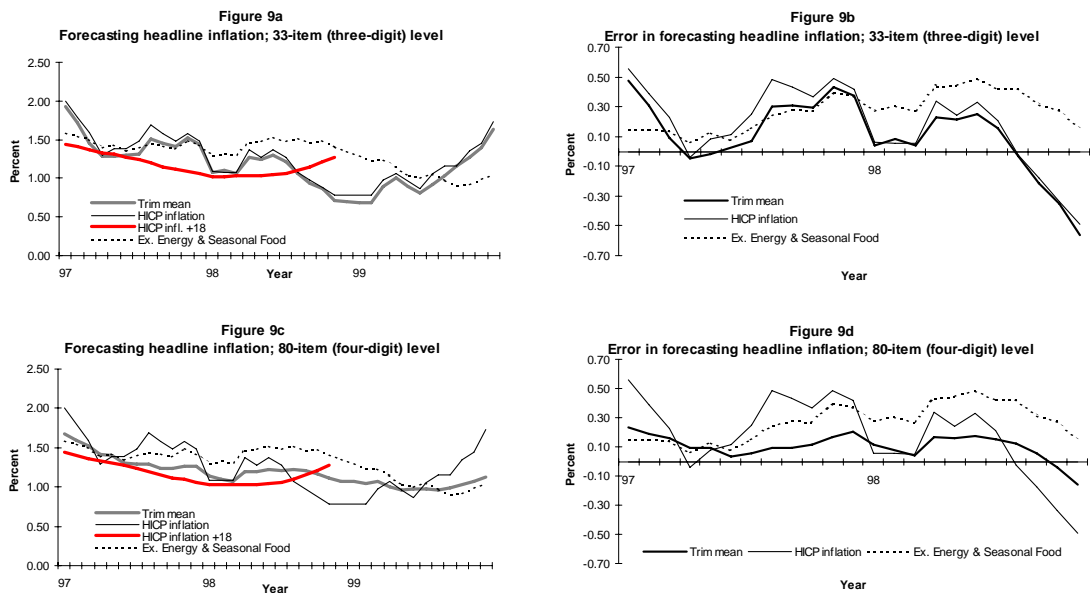 Figure 9a
Forecasting headline inflation; 33-item (three-digit) level
2.50
2.00
1.50
1.00
0.50
0.00
Percent
Trim mean
HICP inflation
HICP infl. +18
Ex. Energy & Seasonal Food
97
98
99
Year
Figure 9b
Error in forecasting headline inflation; 33-item (three-digit) level
0.70
0.50
0.30
0.10
-0.10
-0.30
-0.50
-0.70
Percent
97
98
Trim mean
HICP inflation
Ex. Energy & Seasonal Food
Year
Figure 9c
Forecasting headline inflation; 80-item (four-digit) level
2.50
2.00
1.50
1.00
0.50
0.00
Percent
Trim mean
HICP inflation
HICP inflation +18
Ex. Energy & Seasonal Food
97
98
99
Year
Figure 9d
Error in forecasting headline inflation; 80-item (four-digit) level
0.70
0.50
0.30
0.10
-0.10
-0.30
-0.50
-0.70
Percent
97
98
Trim mean HICP inflation Ex. Energy & Seasonal Food
Year